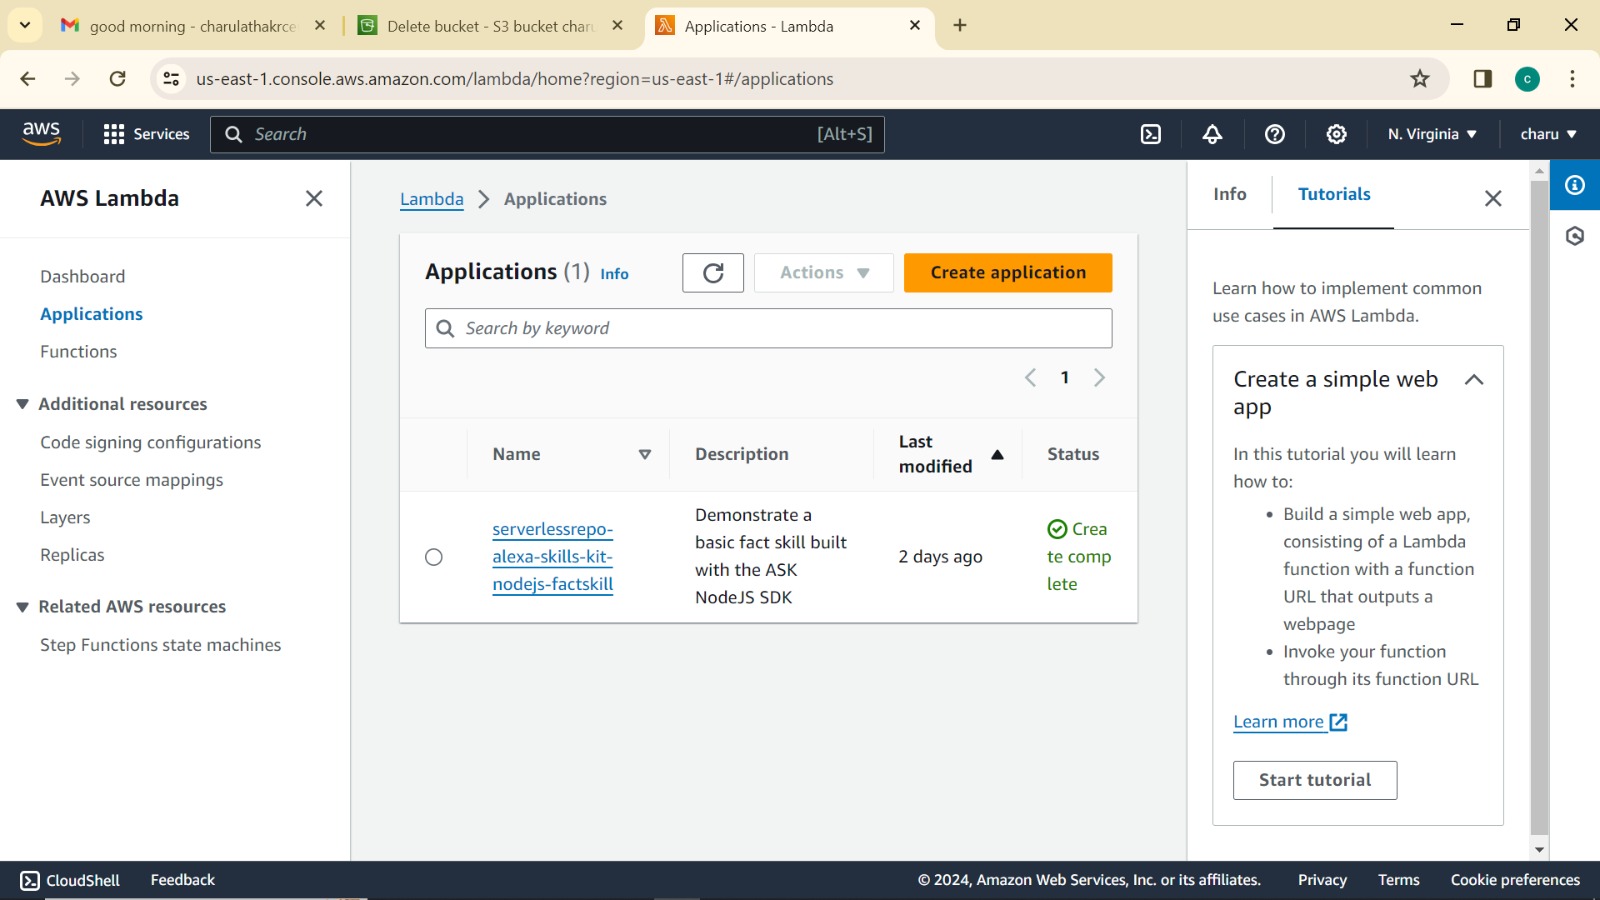 good morning - charulathakrce
Delete bucket - S3 bucket charu
Applications - Lambda
us-east-1.console.aws.amazon.com/lambda/home?region=us-east-1#/applications
c
aws
Services
Search
[Alt+S]
N. Virginia
charu
AWS Lambda
Dashboard
Applications
Functions
Additional resources
Code signing configurations
Event source mappings
Layers
Replicas
Related AWS resources
Step Functions state machines
Lambda
Applications
Applications (1) Info
Actions
Create application
Search by keyword
1
Name
Description
Last
modified
Status
serverlessrepo-
alexa-skills-kit-
nodejs-factskill
Demonstrate a
basic fact skill built
with the ASK
NodeJS SDK
2 days ago
Crea
te comp
lete
Info
Tutorials
Learn how to implement common
use cases in AWS Lambda.
Create a simple web
app
In this tutorial you will learn
how to:
• Build a simple web app,
consisting of a Lambda
function with a function
URL that outputs a
webpage
• Invoke your function
through its function URL
Learn more
Start tutorial
CloudShell
Feedback
© 2024, Amazon Web Services, Inc. or its affiliates.
Privacy
Terms
Cookie preferences